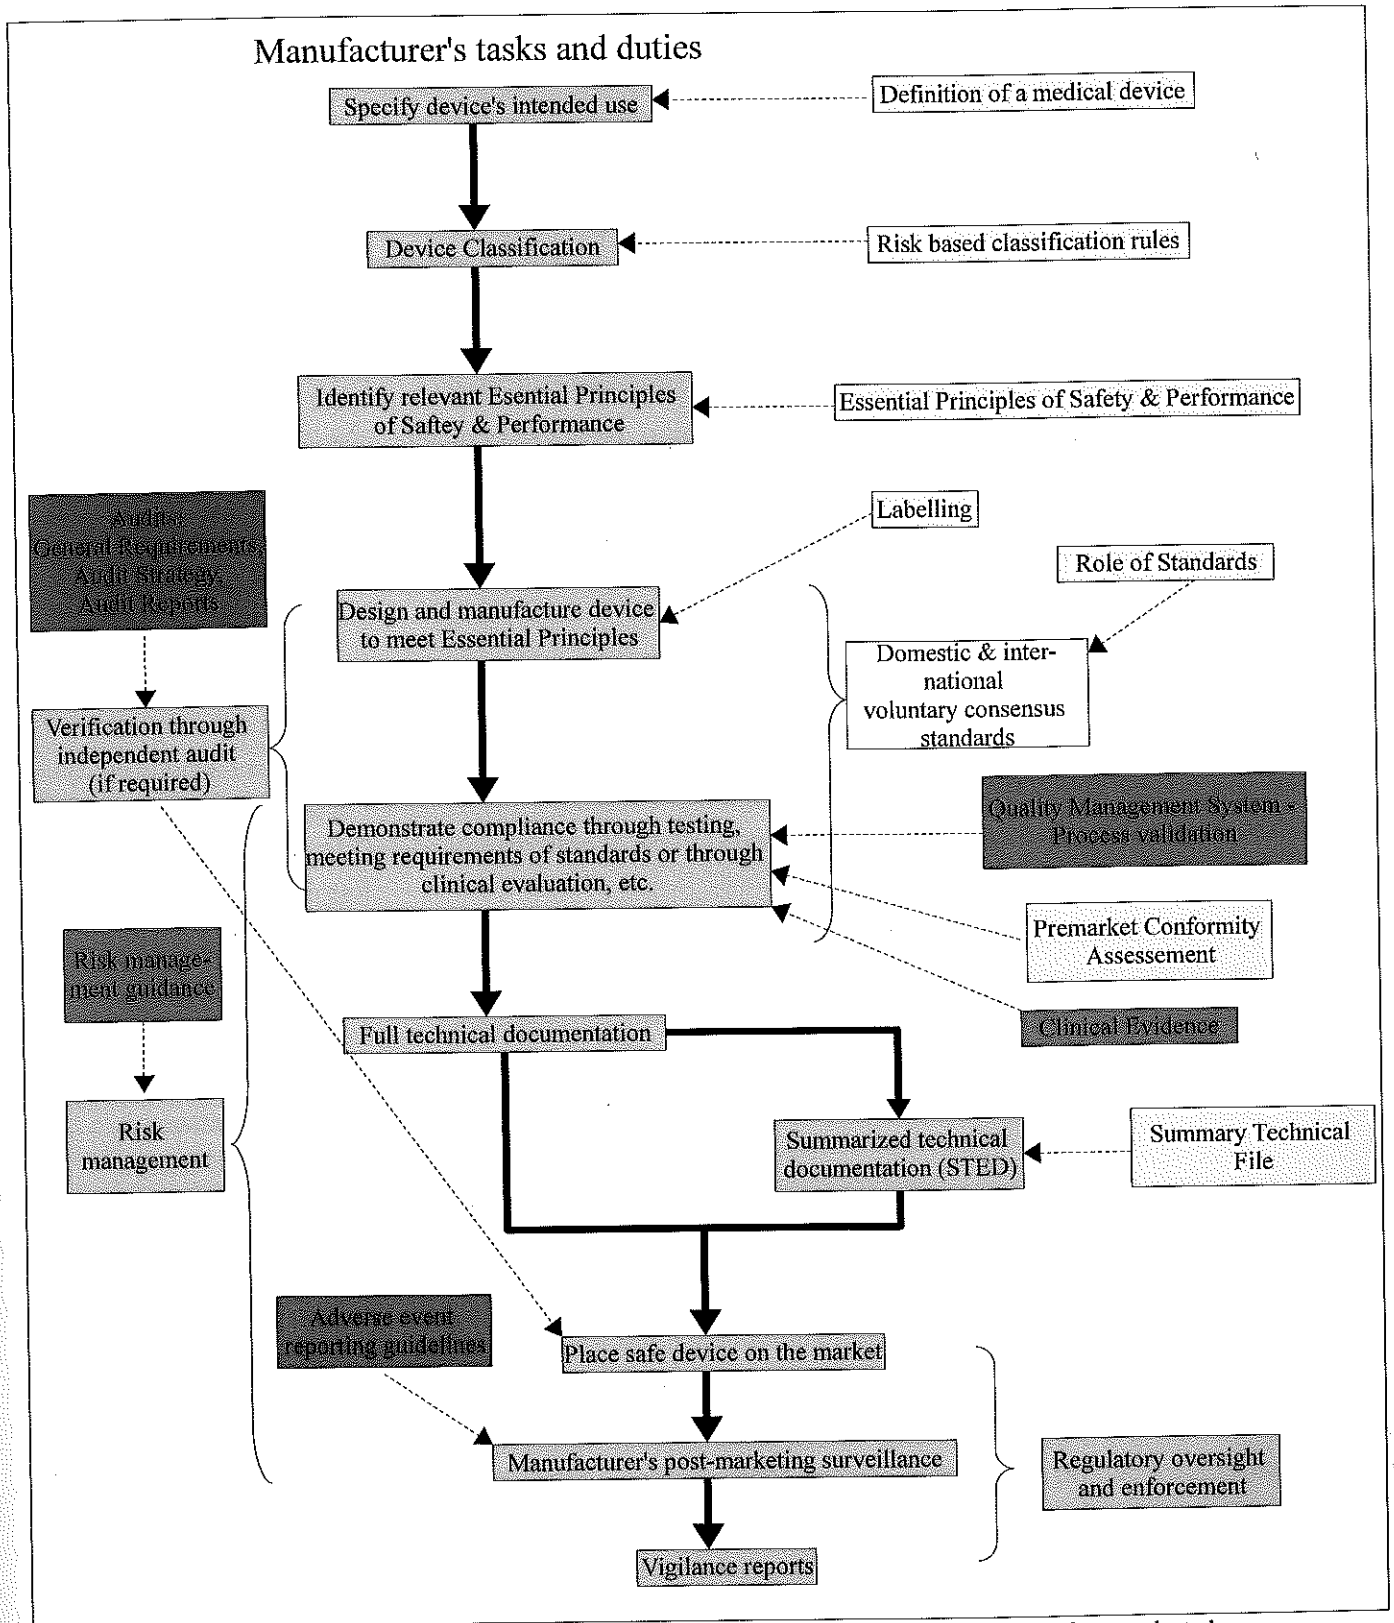 Manufacturer's tasks and duties
Specify device's intended use
Definition of a medical device
Device Classification
Risk based classification rules
Identify relevant Esential Principles
of Saftey & Performance
Essential Principles of Safety & Performance
Audits:
General Requirements,
Audit Strategy,
Audit Reports
Labelling
Role of Standards
Design and manufacture device
to meet Essential Principles
Domestic & inter-
national
voluntary consensus
standards
Verification through
independent audit
(if required)
Quality Management System -
Process validation
Demonstrate compliance through testing,
meeting requirements of standards or through
clinical evaluation, etc.
Premarket Conformity
Assessement
Risk manage-
ment guidance
Clinical Evidence
Full technical documentation
Risk
management
Summarized technical
documentation (STED)
Summary Technical
File
Adverse event
reporting guidelines
Place safe device on the market
Manufacturer's post-marketing surveillance
Regulatory oversight
and enforcement
Vigilance reports